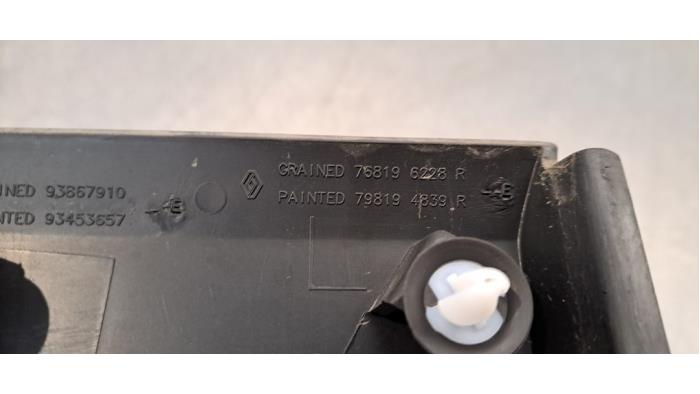 GRAINED 76819 6228 R
PAINTED 79819 4839 R
INED 93867910
NTED 93453657